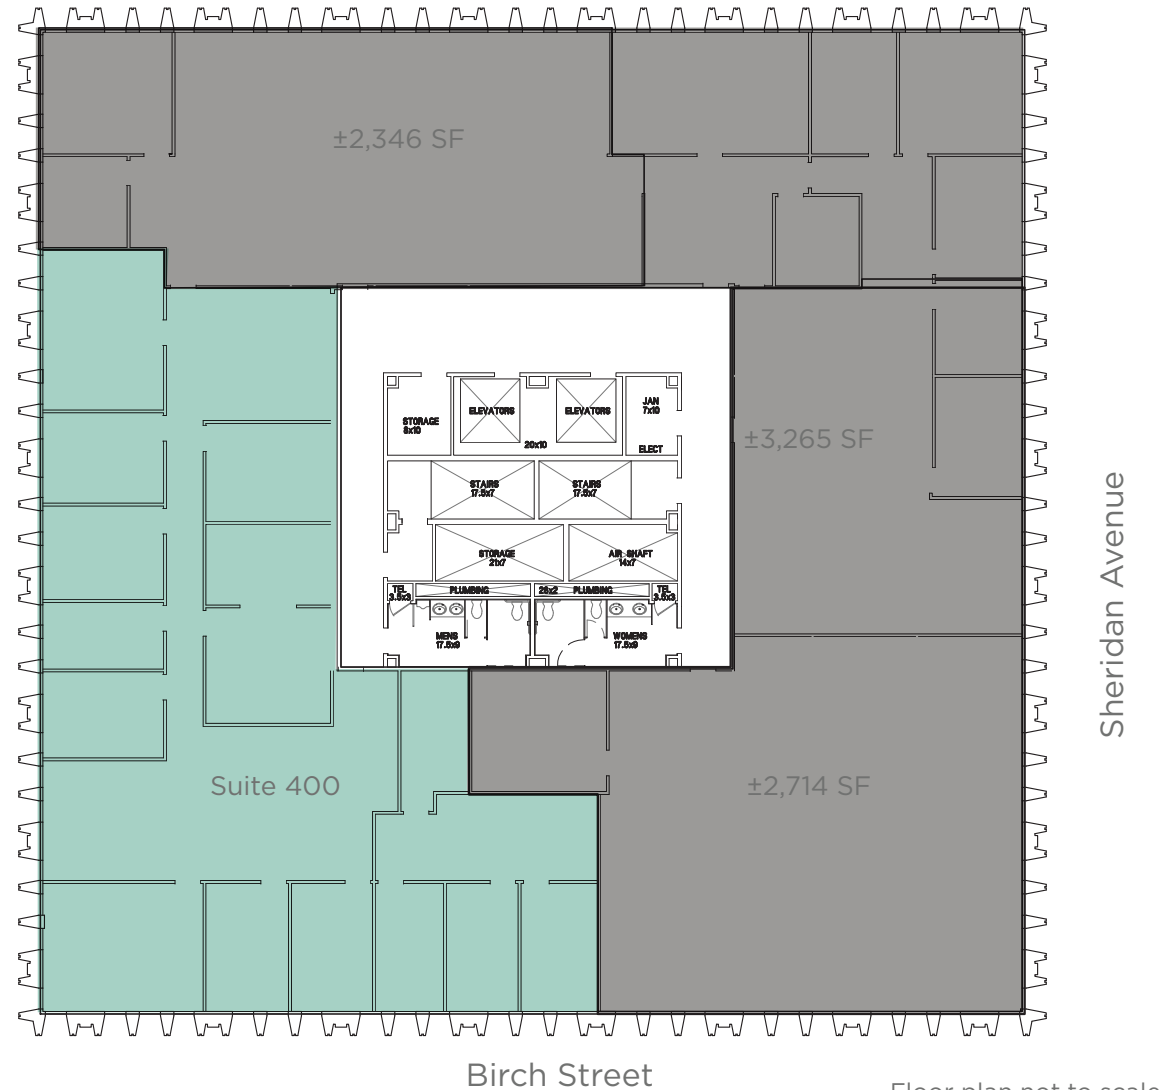 ±2,346 SF
JAN
7x10
ELEVATORS
ELEVATORS
STORAGE
8x10
20x10
ELECT
±3,265 SF
STAIRS
17.5x7
STAIRS
17.5x7
STORAGE
21x7
AIR SHAFT
14x7
TEL
3.5x3
PLUMBING
26x2
PLUMBING
TEL
3.5x3
MENS
17.5x9
WOMENS
17.5x9
Suite 400
±2,714 SF
Sheridan Avenue
Birch Street
Floor plan not to scale